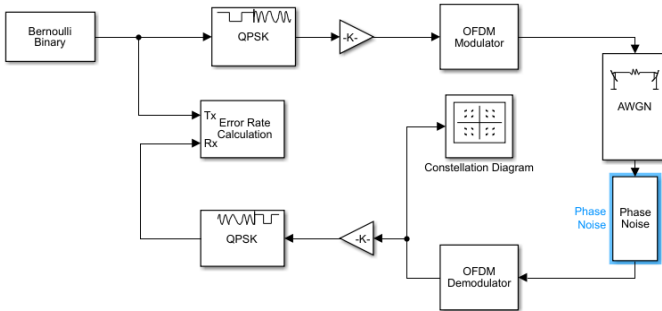 Bernoulli
Binary
QPSK
-K-
OFDM
Modulator
AWGN
Tx
Rx
Error Rate
Calculation
Constellation Diagram
Phase
Noise
Phase
Noise
QPSK
-K-
OFDM
Demodulator